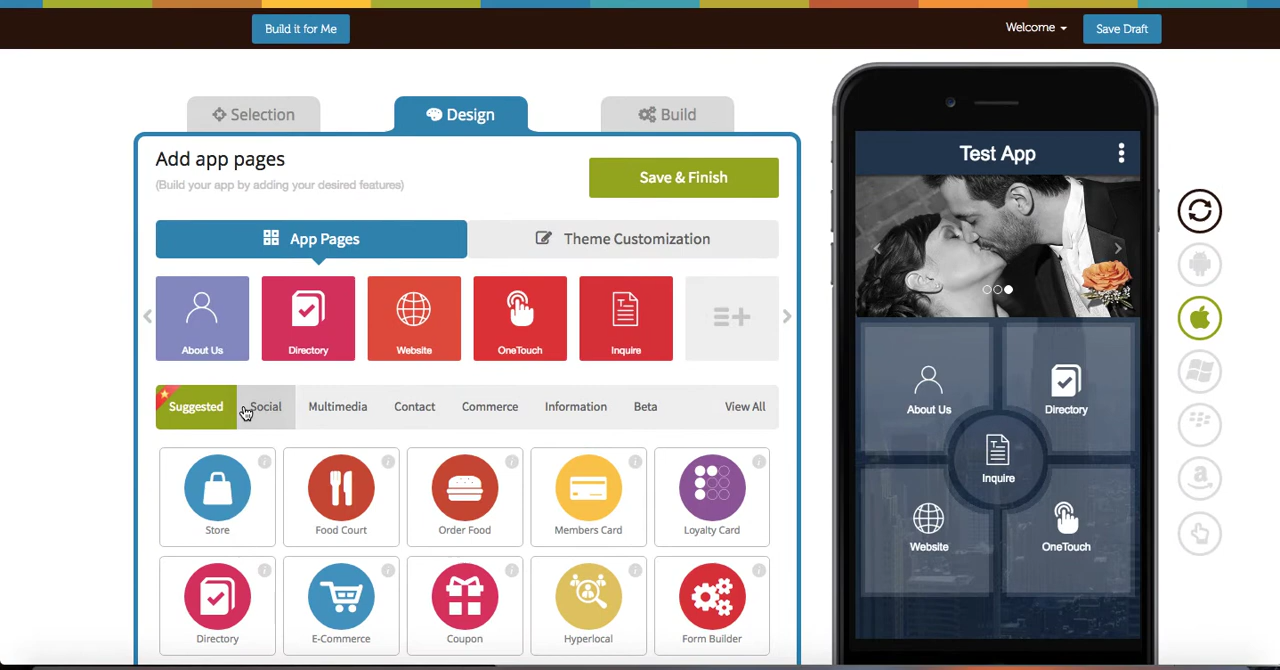 Build it for Me
Welcome
Save Draft
Selection
Design
Build
Add app pages
(Build your app by adding your desired features)
Save & Finish
App Pages
Theme Customization
About Us
Directory
Website
OneTouch
Inquire
Suggested
Social
Multimedia
Contact
Commerce
Information
Beta
View All
Store
Food Court
Order Food
Members Card
Loyalty Card
Directory
E-Commerce
Coupon
Hyperlocal
Form Builder
Test App
About Us
Directory
Inquire
Website
OneTouch